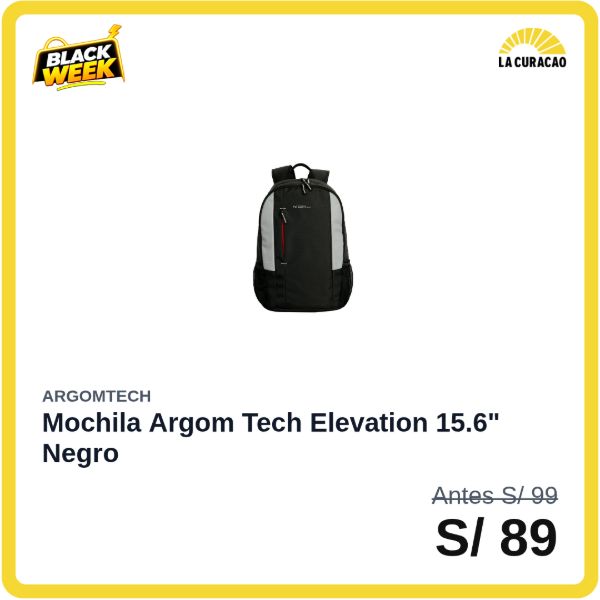 BLACK
WEEK
LA CURACAO
ARGOMTECH
Mochila Argom Tech Elevation 15.6"
Negro
Antes S/ 99
S/ 89